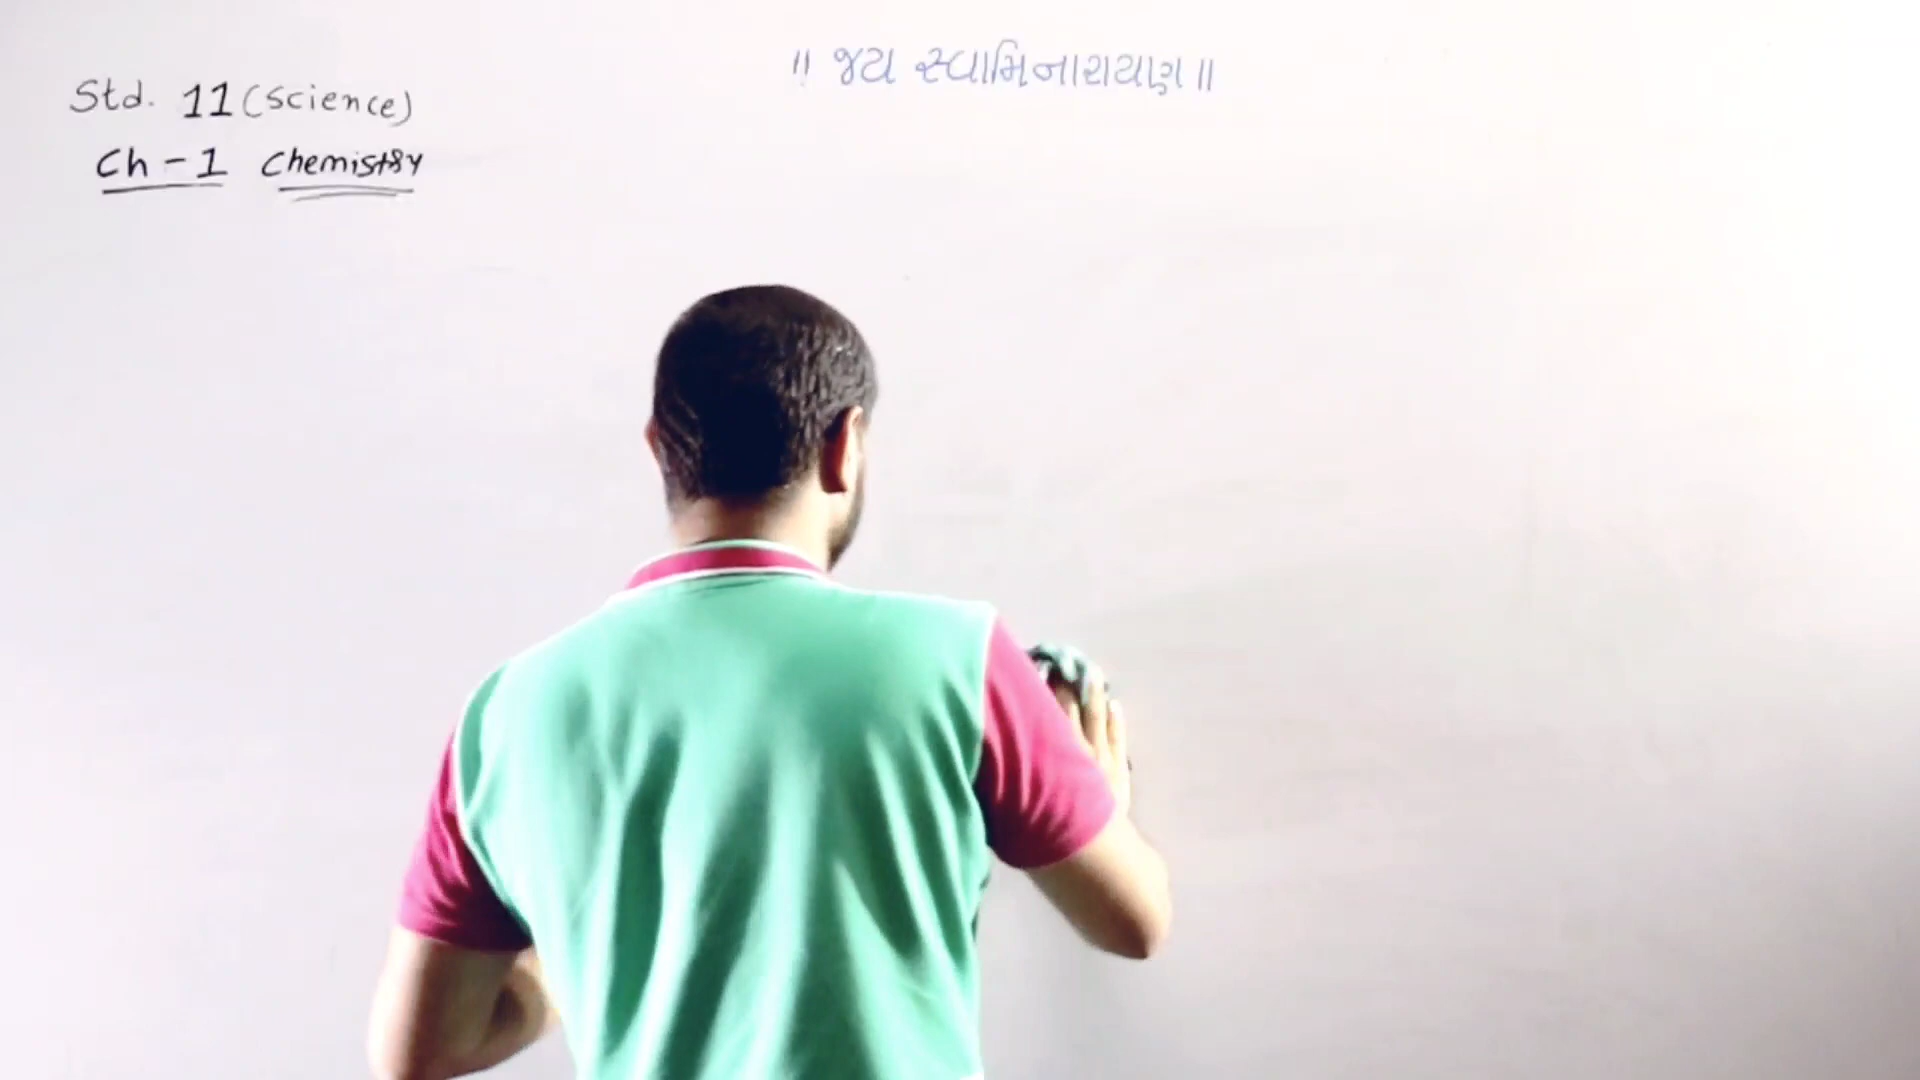 ॥ જય સ્વામિનારાયણ ॥
Std. 11 (Science)
Ch - 1 Chemistry